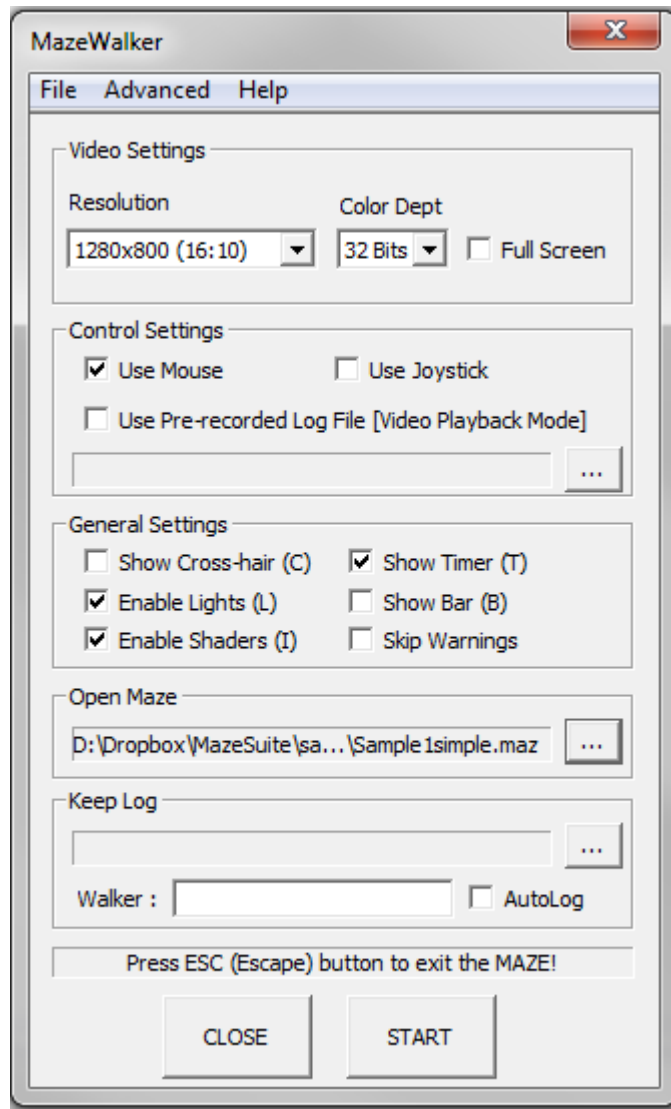 MazeWalker
File Advanced Help
Video Settings
Resolution
Color Dept
1280x800 (16:10)
32 Bits
Full Screen
Control Settings
Use Mouse
Use Joystick
Use Pre-recorded Log File [Video Playback Mode]
...
General Settings
Show Cross-hair (C)
Show Timer (T)
Enable Lights (L)
Show Bar (B)
Enable Shaders (I)
Skip Warnings
Open Maze
D:\Dropbox\MazeSuite\sa...\Sample1simple.maz
...
Keep Log
...
Walker :
AutoLog
Press ESC (Escape) button to exit the MAZE!
CLOSE
START